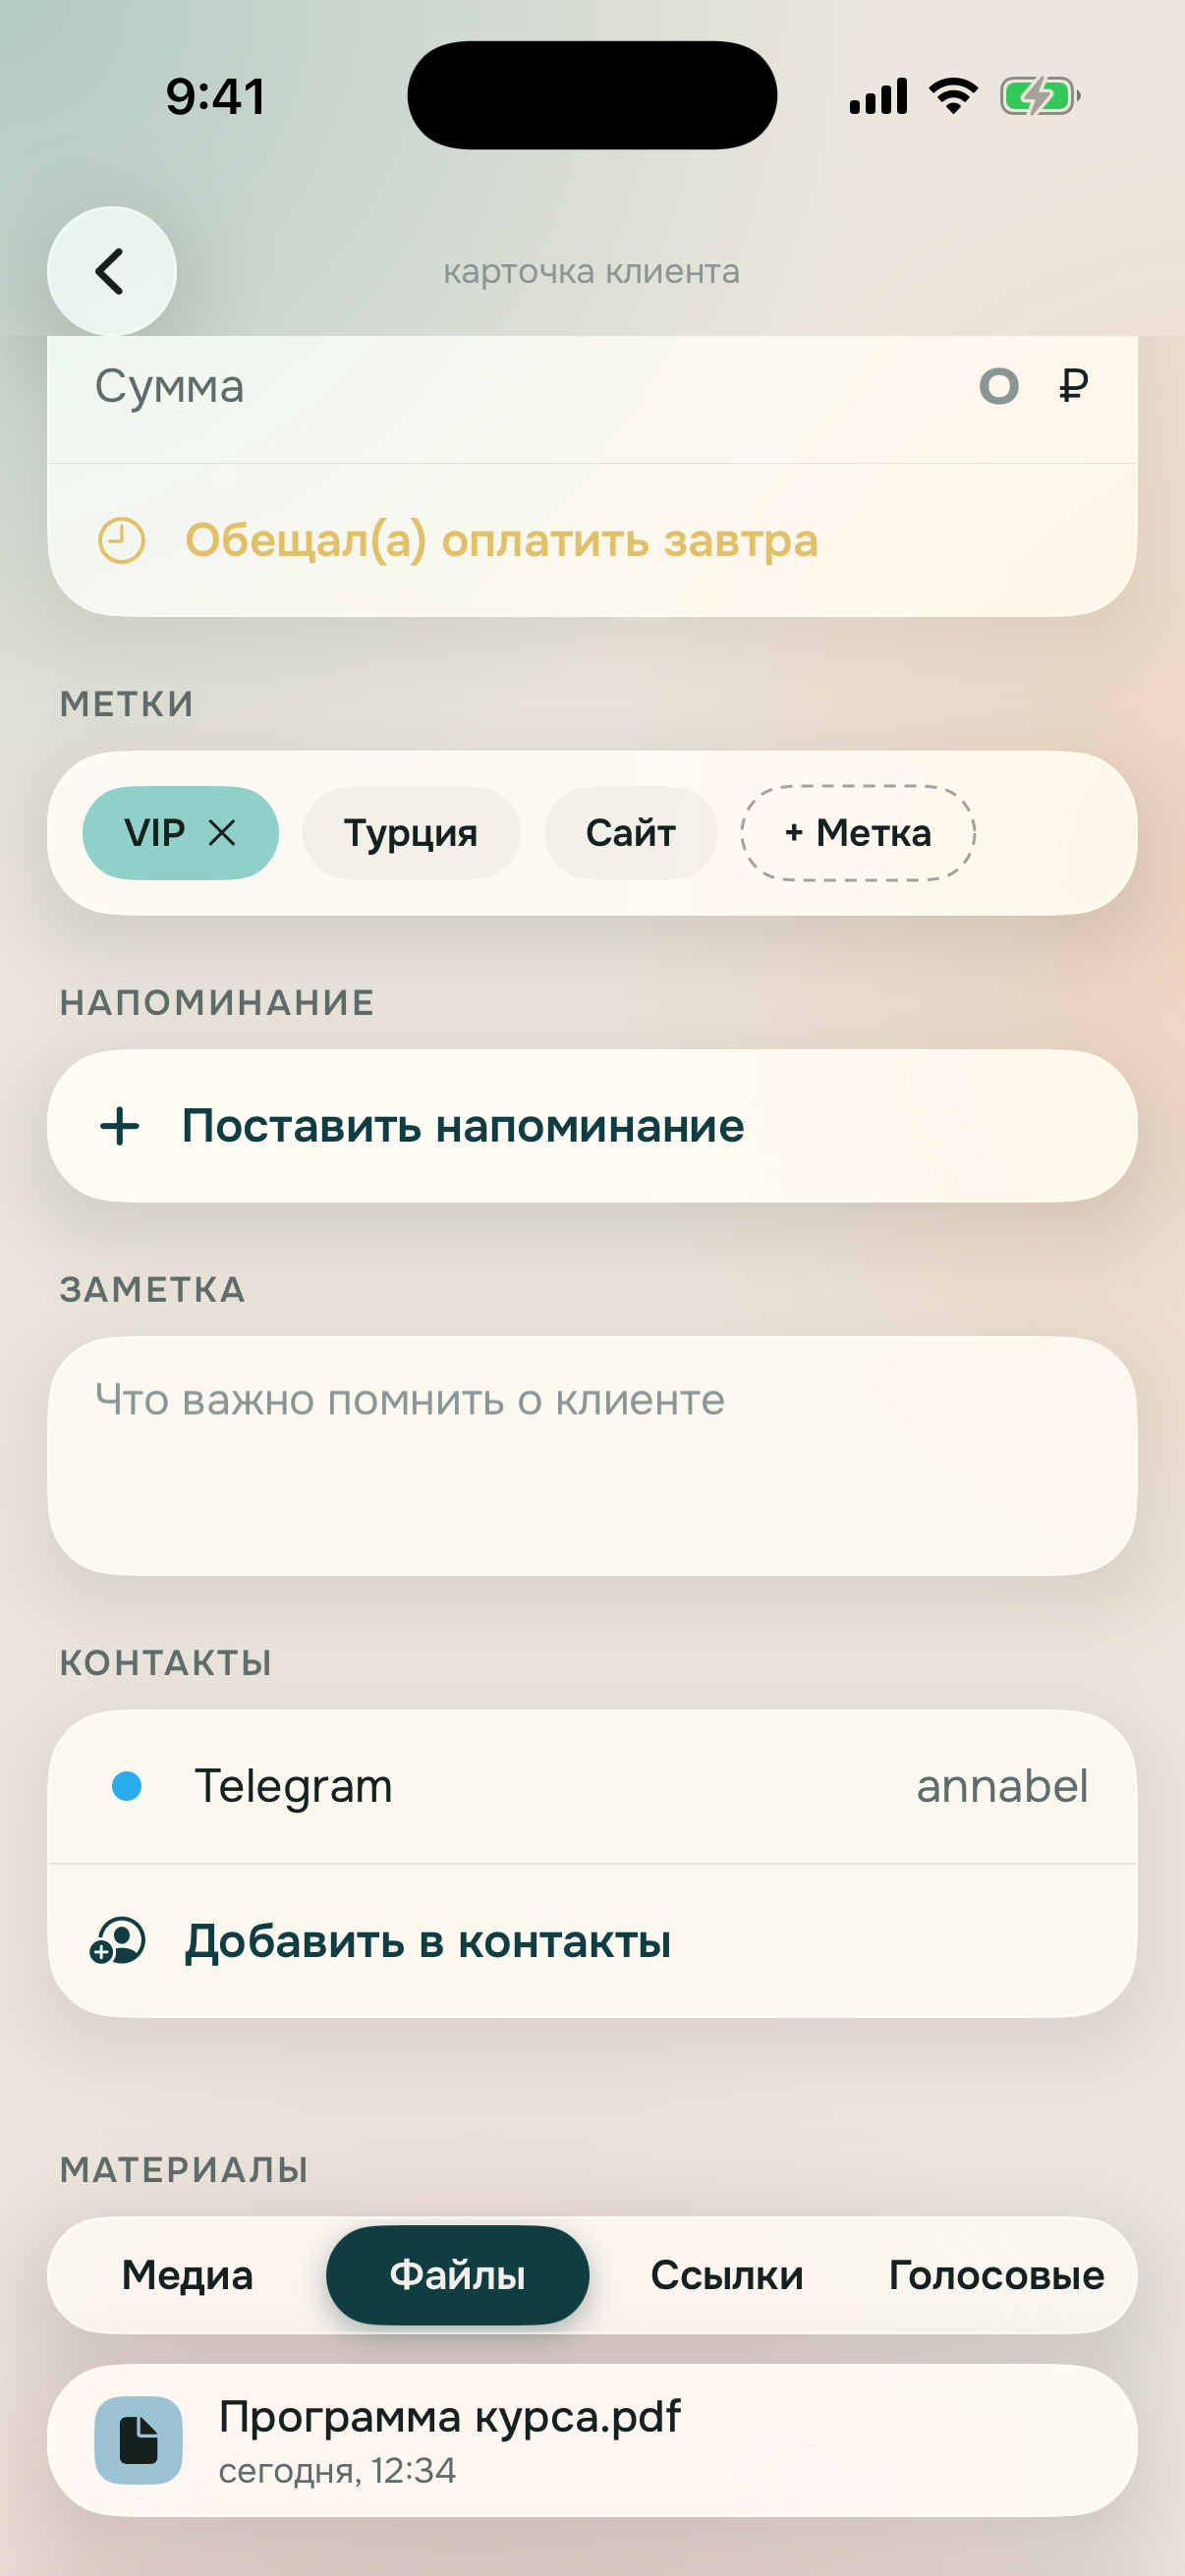 9:41
карточка клиента
Сумма 0 ₽
Обещал(а) оплатить завтра
МЕТКИ
VIP Турция Сайт + Метка
НАПОМИНАНИЕ
Поставить напоминание
ЗАМЕТКА
Что важно помнить о клиенте
КОНТАКТЫ
Telegram annabel
Добавить в контакты
МАТЕРИАЛЫ
Медиа Файлы Ссылки Голосовые
Программа курса.pdf
сегодня, 12:34